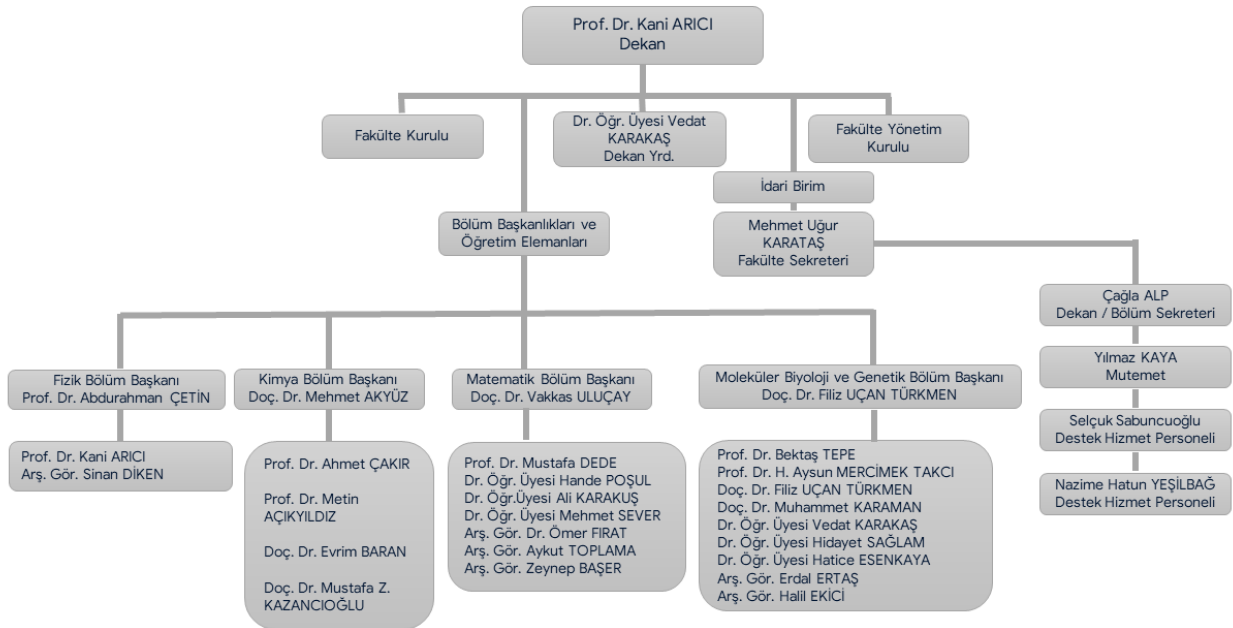 Prof. Dr. Kani ARICI
Dekan
Fakülte Kurulu
Dr. Öğr. Üyesi Vedat
KARAKAŞ
Dekan Yrd.
Fakülte Yönetim
Kurulu
İdari Birim
Bölüm Başkanlıkları ve
Öğretim Elemanları
Mehmet Uğur
KARATAŞ
Fakülte Sekreteri
Çağla ALP
Dekan / Bölüm Sekreteri
Yılmaz KAYA
Mutemet
Selçuk Sabuncuoğlu
Destek Hizmet Personeli
Nazime Hatun YEŞİLBAĞ
Destek Hizmet Personeli
Fizik Bölüm Başkanı
Prof. Dr. Abdurahman ÇETİN
Prof. Dr. Kani ARICI
Arş. Gör. Sinan DİKEN
Kimya Bölüm Başkanı
Doç. Dr. Mehmet AKYÜZ
Prof. Dr. Ahmet ÇAKIR
Prof. Dr. Metin
AÇIKYILDIZ
Doç. Dr. Evrim BARAN
Doç. Dr. Mustafa Z.
KAZANCIOĞLU
Matematik Bölüm Başkanı
Doç. Dr. Vakkas ULUÇAY
Prof. Dr. Mustafa DEDE
Dr. Öğr. Üyesi Hande POŞUL
Dr. Öğr.Üyesi Ali KARAKUŞ
Dr. Öğr. Üyesi Mehmet SEVER
Arş. Gör. Dr. Ömer FIRAT
Arş. Gör. Aykut TOPLAMA
Arş. Gör. Zeynep BAŞER
Moleküler Biyoloji ve Genetik Bölüm Başkanı
Doç. Dr. Filiz UÇAN TÜRKMEN
Prof. Dr. Bektaş TEPE
Prof. Dr. H. Aysun MERCİMEK TAKCI
Doç. Dr. Filiz UÇAN TÜRKMEN
Doç. Dr. Muhammet KARAMAN
Dr. Öğr. Üyesi Vedat KARAKAŞ
Dr. Öğr. Üyesi Hidayet SAĞLAM
Dr. Öğr. Üyesi Hatice ESENKAYA
Arş. Gör. Erdal ERTAŞ
Arş. Gör. Halil EKİCİ